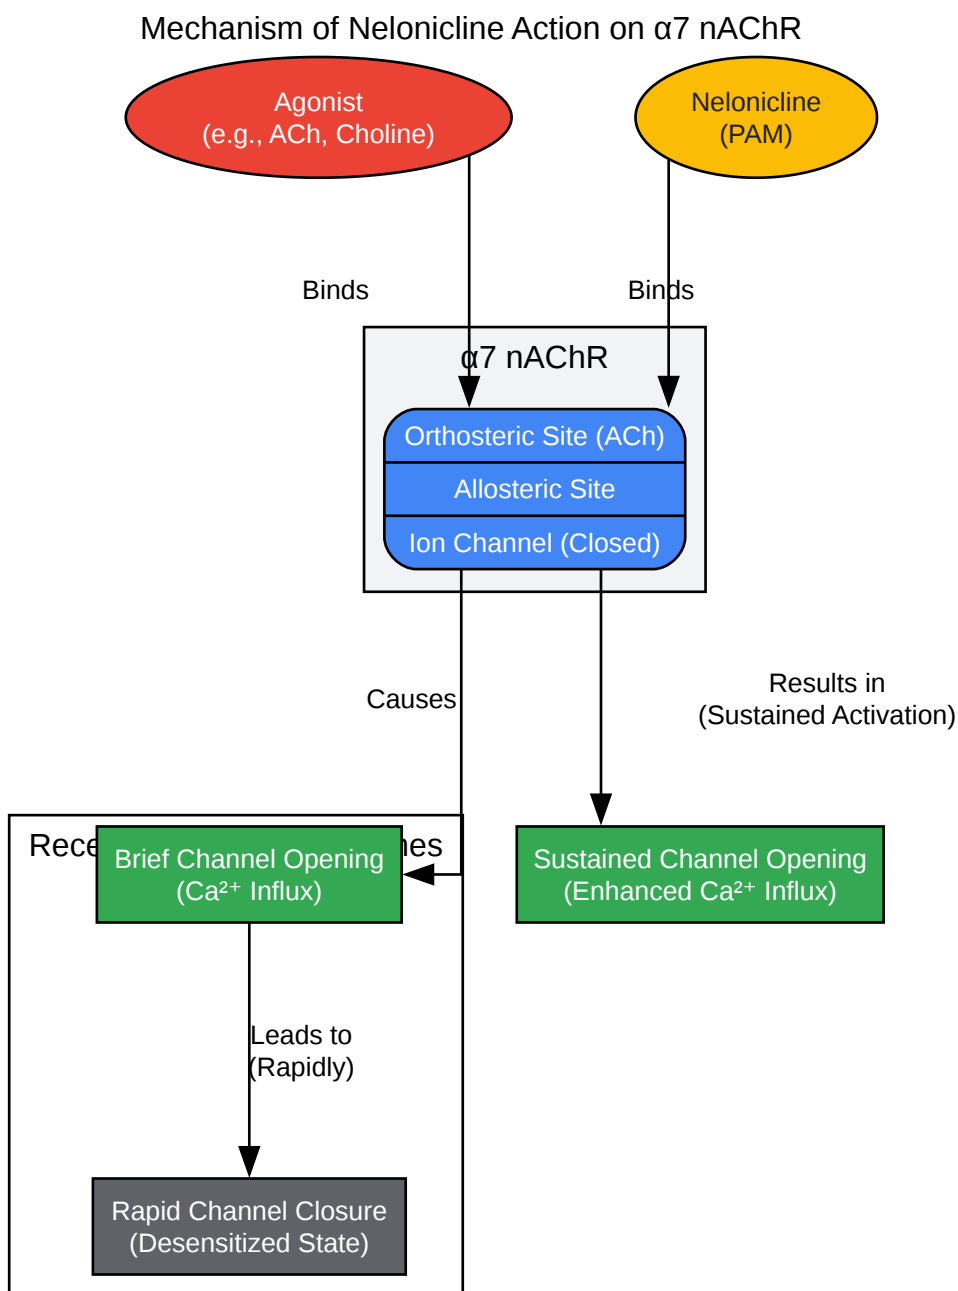 Mechanism of Nelonicline Action on α7 nAChR
Agonist
(e.g., ACh, Choline)
Nelonicline
(PAM)
Binds
Binds
α7 nAChR
Orthosteric Site (ACh)
Allosteric Site
Ion Channel (Closed)
Causes
Results in
(Sustained Activation)
Brief Channel Opening
(Ca²⁺ Influx)
Sustained Channel Opening
(Enhanced Ca²⁺ Influx)
Leads to
(Rapidly)
Rapid Channel Closure
(Desensitized State)